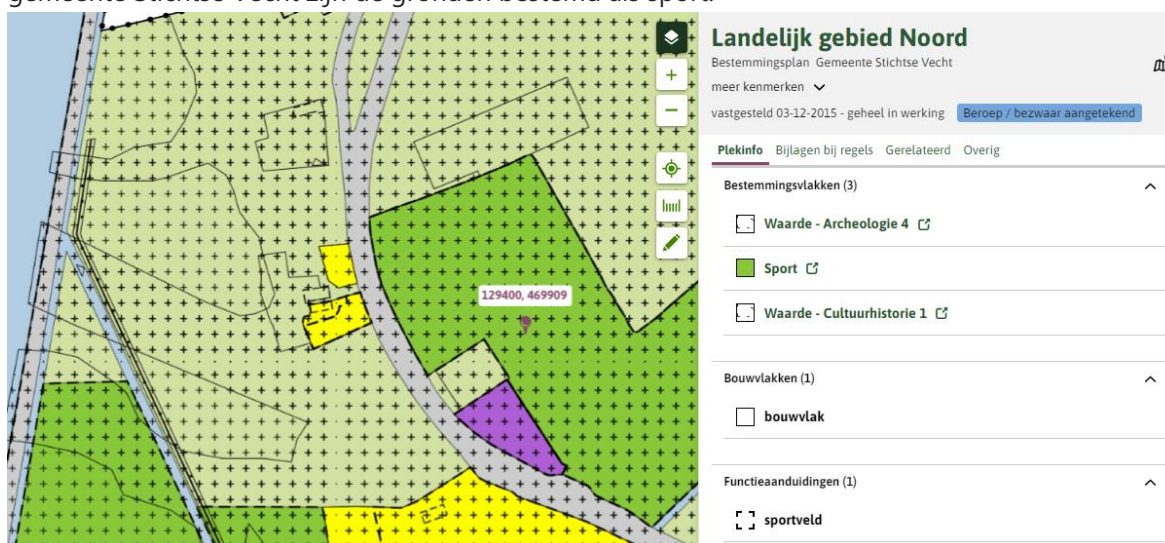 gemeente Stichtse Vecht zijn de gronden bestemd als sport.
Landelijk gebied Noord
Bestemmingsplan Gemeente Stichtse Vecht
meer kenmerken
vastgesteld 03-12-2015 - geheel in werking Beroep / bezwaar aangetekend
Plekinfo Bijlagen bij regels Gerelateerd Overig
Bestemmingsvlakken (3)
Waarde - Archeologie 4
Sport
Waarde - Cultuurhistorie 1
Bouwvlakken (1)
bouwvlak
Functieaanduidingen (1)
sportveld
129400, 469909